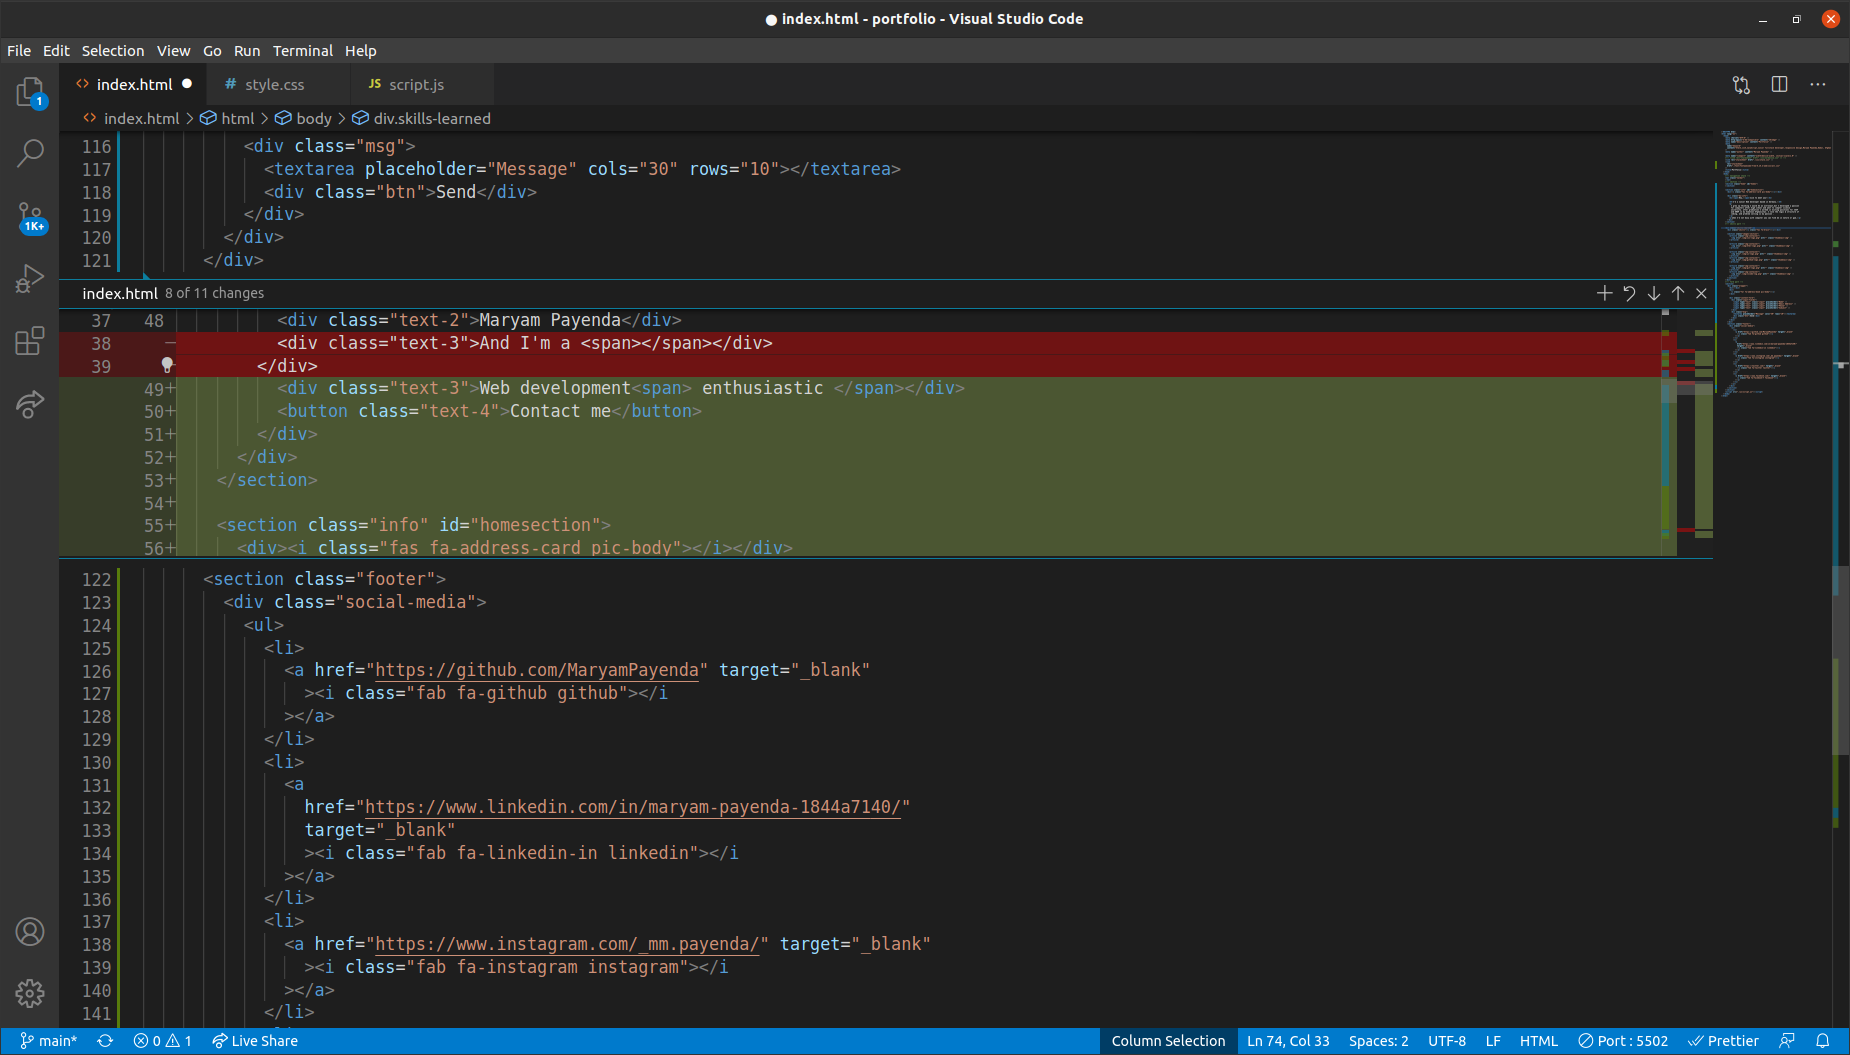 ● index.html - portfolio - Visual Studio Code
File Edit Selection View Go Run Terminal Help
<> index.html ● # style.css JS script.js
1
<> index.html > html > body > div.skills-learned
116 <div class="msg">
117 <textarea placeholder="Message" cols="30" rows="10"></textarea>
118 <div class="btn">Send</div>
119 </div>
120 </div>
121 </div>
1K+
index.html 8 of 11 changes
37 48 <div class="text-2">Maryam Payenda</div>
38 — <div class="text-3">And I'm a <span></span></div>
39 </div>
49+ <div class="text-3">Web development<span> enthusiastic </span></div>
50+ <button class="text-4">Contact me</button>
51+ </div>
52+ </div>
53+ </section>
54+
55+ <section class="info" id="homesection">
56+ <div><i class="fas fa-address-card pic-body"></i></div>
122 <section class="footer">
123 <div class="social-media">
124 <ul>
125 <li>
126 <a href="https://github.com/MaryamPayenda" target="_blank"
127 ><i class="fab fa-github github"></i
128 ></a>
129 </li>
130 <li>
131 <a
132 href="https://www.linkedin.com/in/maryam-payenda-1844a7140/"
133 target="_blank"
134 ><i class="fab fa-linkedin-in linkedin"></i
135 ></a>
136 </li>
137 <li>
138 <a href="https://www.instagram.com/_mm.payenda/" target="_blank"
139 ><i class="fab fa-instagram instagram"></i
140 ></a>
141 </li>
main* 0 1 Live Share Column Selection Ln 74, Col 33 Spaces: 2 UTF-8 LF HTML Port : 5502 Prettier